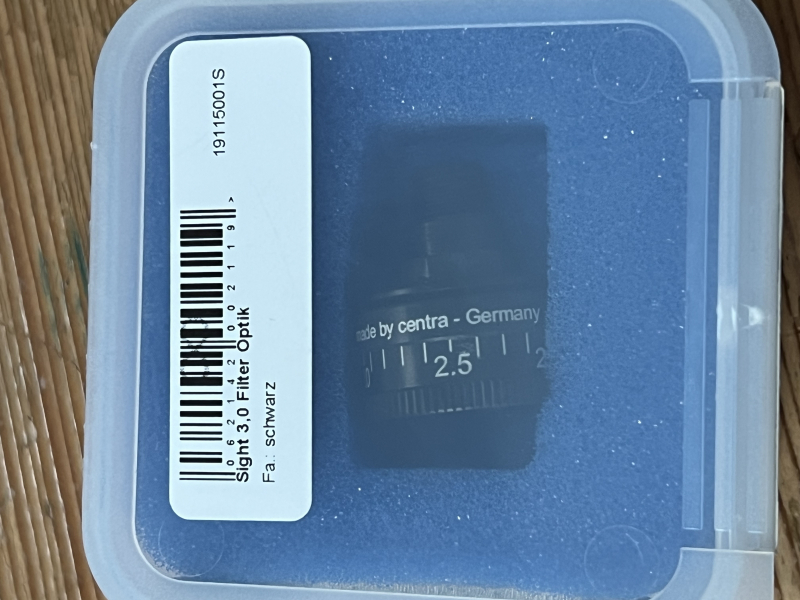 19115001S
0 6 2 1 4 2 0 0 2 1 1 9 >
Sight 3,0 Filter Optik
Fa.: schwarz
made by centra - Germany
2.5